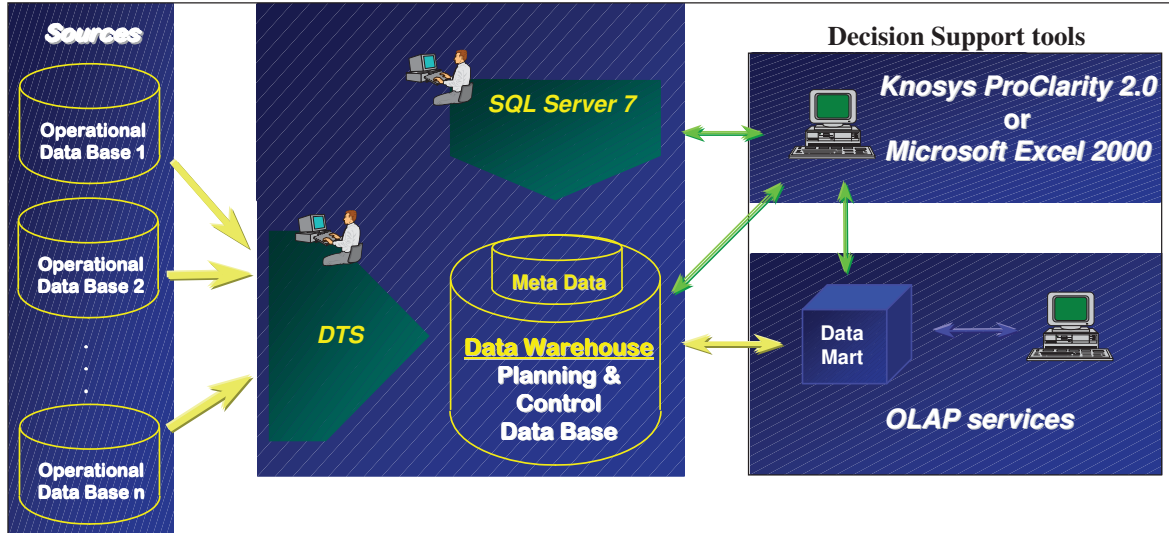 Sources
Operational
Data Base 1
Operational
Data Base 2
.
.
.
Operational
Data Base n
SQL Server 7
DTS
Meta Data
Data Warehouse
Planning &
Control
Data Base
Decision Support tools
Knosys ProClarity 2.0
or
Microsoft Excel 2000
Data
Mart
OLAP services